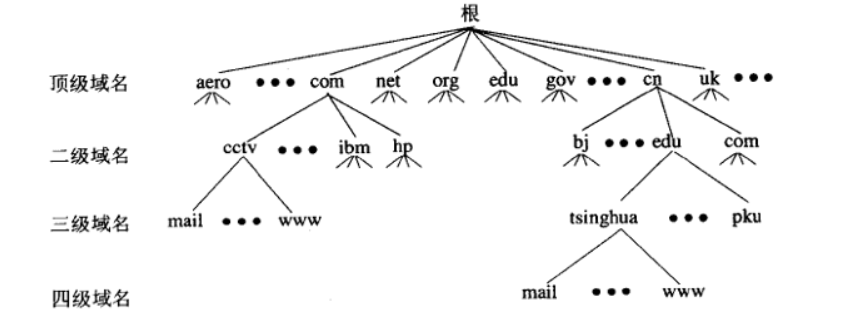 根
顶级域名 aero ••• com net org edu gov ••• cn uk •••
二级域名 cctv ••• ibm hp bj ••• edu com
三级域名 mail ••• www tsinghua ••• pku
四级域名 mail ••• www